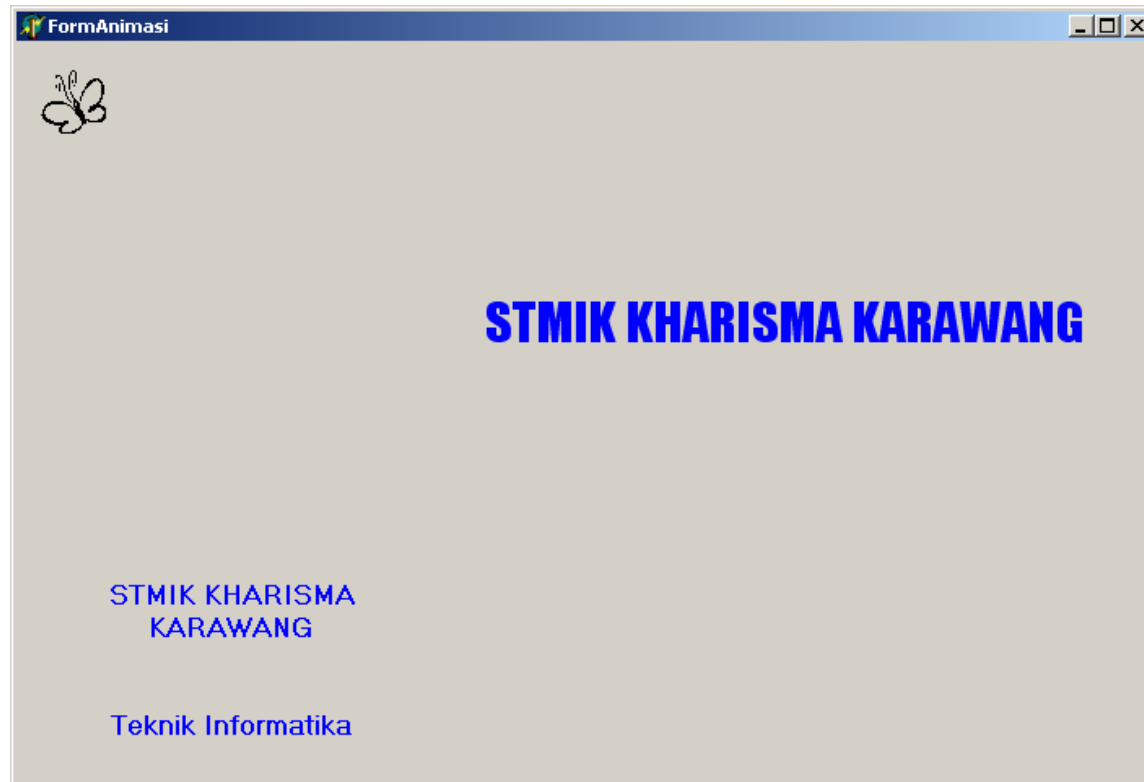 FormAnimasi
STMIK KHARISMA KARAWANG
STMIK KHARISMA
KARAWANG
Teknik Informatika